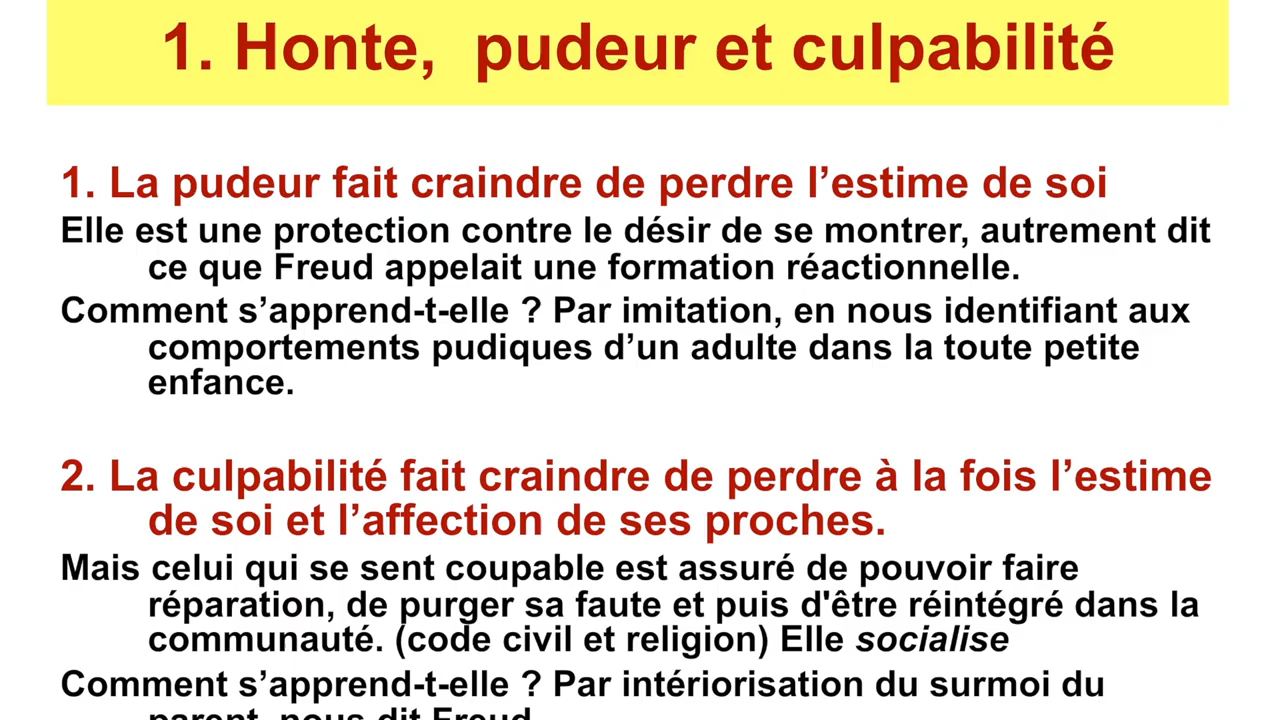 1. Honte, pudeur et culpabilité
1. La pudeur fait craindre de perdre l’estime de soi
Elle est une protection contre le désir de se montrer, autrement dit
ce que Freud appelait une formation réactionnelle.
Comment s’apprend-t-elle ? Par imitation, en nous identifiant aux
comportements pudiques d’un adulte dans la toute petite
enfance.
2. La culpabilité fait craindre de perdre à la fois l’estime
de soi et l’affection de ses proches.
Mais celui qui se sent coupable est assuré de pouvoir faire
réparation, de purger sa faute et puis d'être réintégré dans la
communauté. (code civil et religion) Elle socialise
Comment s’apprend-t-elle ? Par intériorisation du surmoi du
parent, nous dit Freud